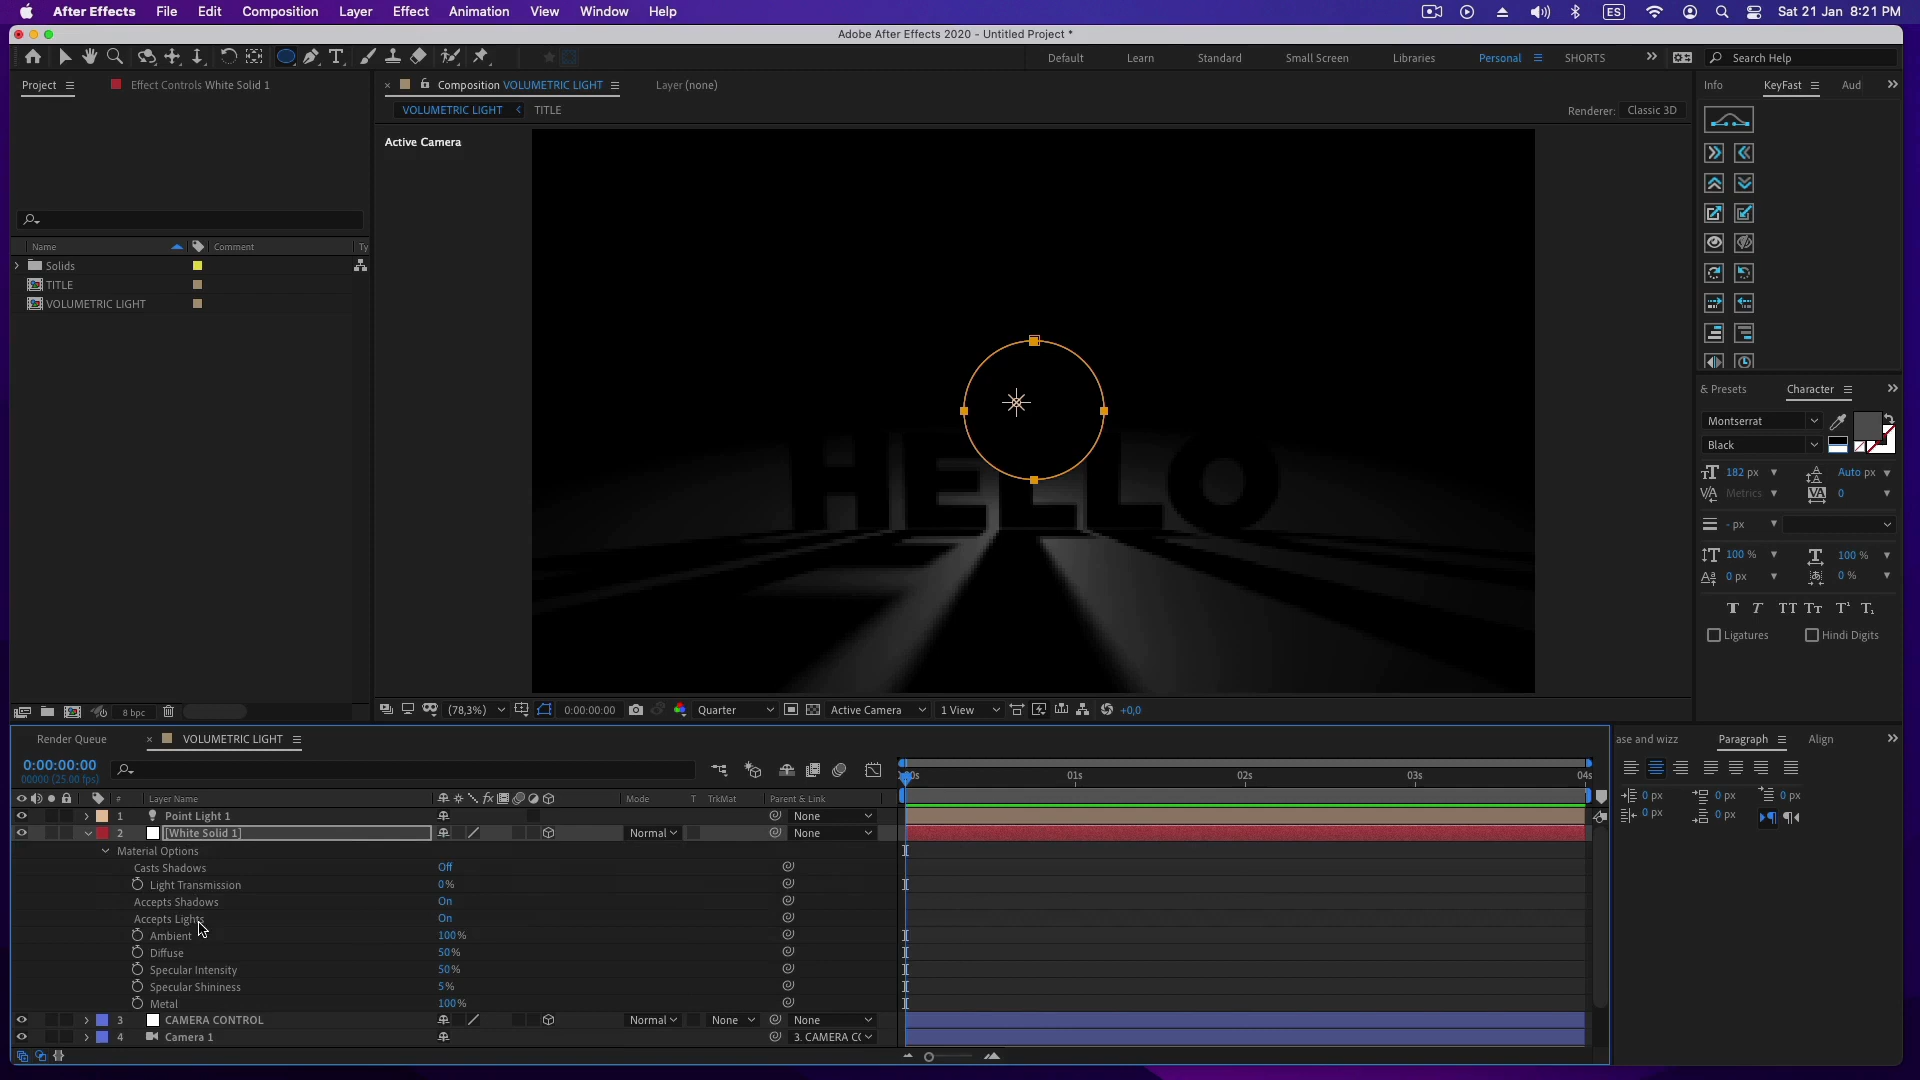 After Effects File Edit Composition Layer Effect Animation View Window Help ES Sat 21 Jan 8:21 PM
Adobe After Effects 2020 - Untitled Project *
Default Learn Standard Small Screen Libraries Personal SHORTS Search Help
Project Effect Controls White Solid 1 Composition VOLUMETRIC LIGHT Layer (none) Info KeyFast Aud
VOLUMETRIC LIGHT TITLE Renderer: Classic 3D
Active Camera
Name Comment Ty
Solids
TITLE
VOLUMETRIC LIGHT
HELLO
& Presets Character
Montserrat
Black
182 px Auto px
Metrics 0
- px
100 % 100 %
0 px 0 %
T T TT Tт T¹ T₁
Ligatures Hindi Digits
8 bpc (78,3%) 0:00:00:00 Quarter Active Camera 1 View +0,0
Render Queue VOLUMETRIC LIGHT ase and wizz Paragraph Align
0:00:00:00
00000 (25.00 fps)
0s 01s 02s 03s 04s
# Layer Name Mode T TrkMat Parent & Link
0 px 0 px 0 px
0 px 0 px
1 Point Light 1 None
2 [White Solid 1] Normal None
Material Options
Casts Shadows Off
Light Transmission 0%
Accepts Shadows On
Accepts Lights On
Ambient 100%
Diffuse 50%
Specular Intensity 50%
Specular Shininess 5%
Metal 100%
3 CAMERA CONTROL Normal None None
4 Camera 1 3. CAMERA CO